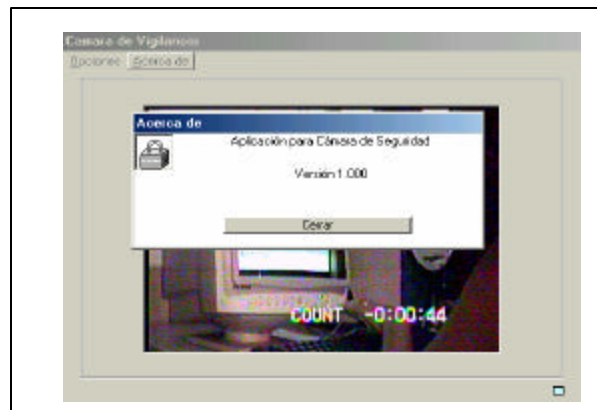 Camara de Vigilancia
Opciones Acerca de
Acerca de
Aplicación para Cámara de Seguridad
Versión 1.000
Cerrar
COUNT -0:00:44